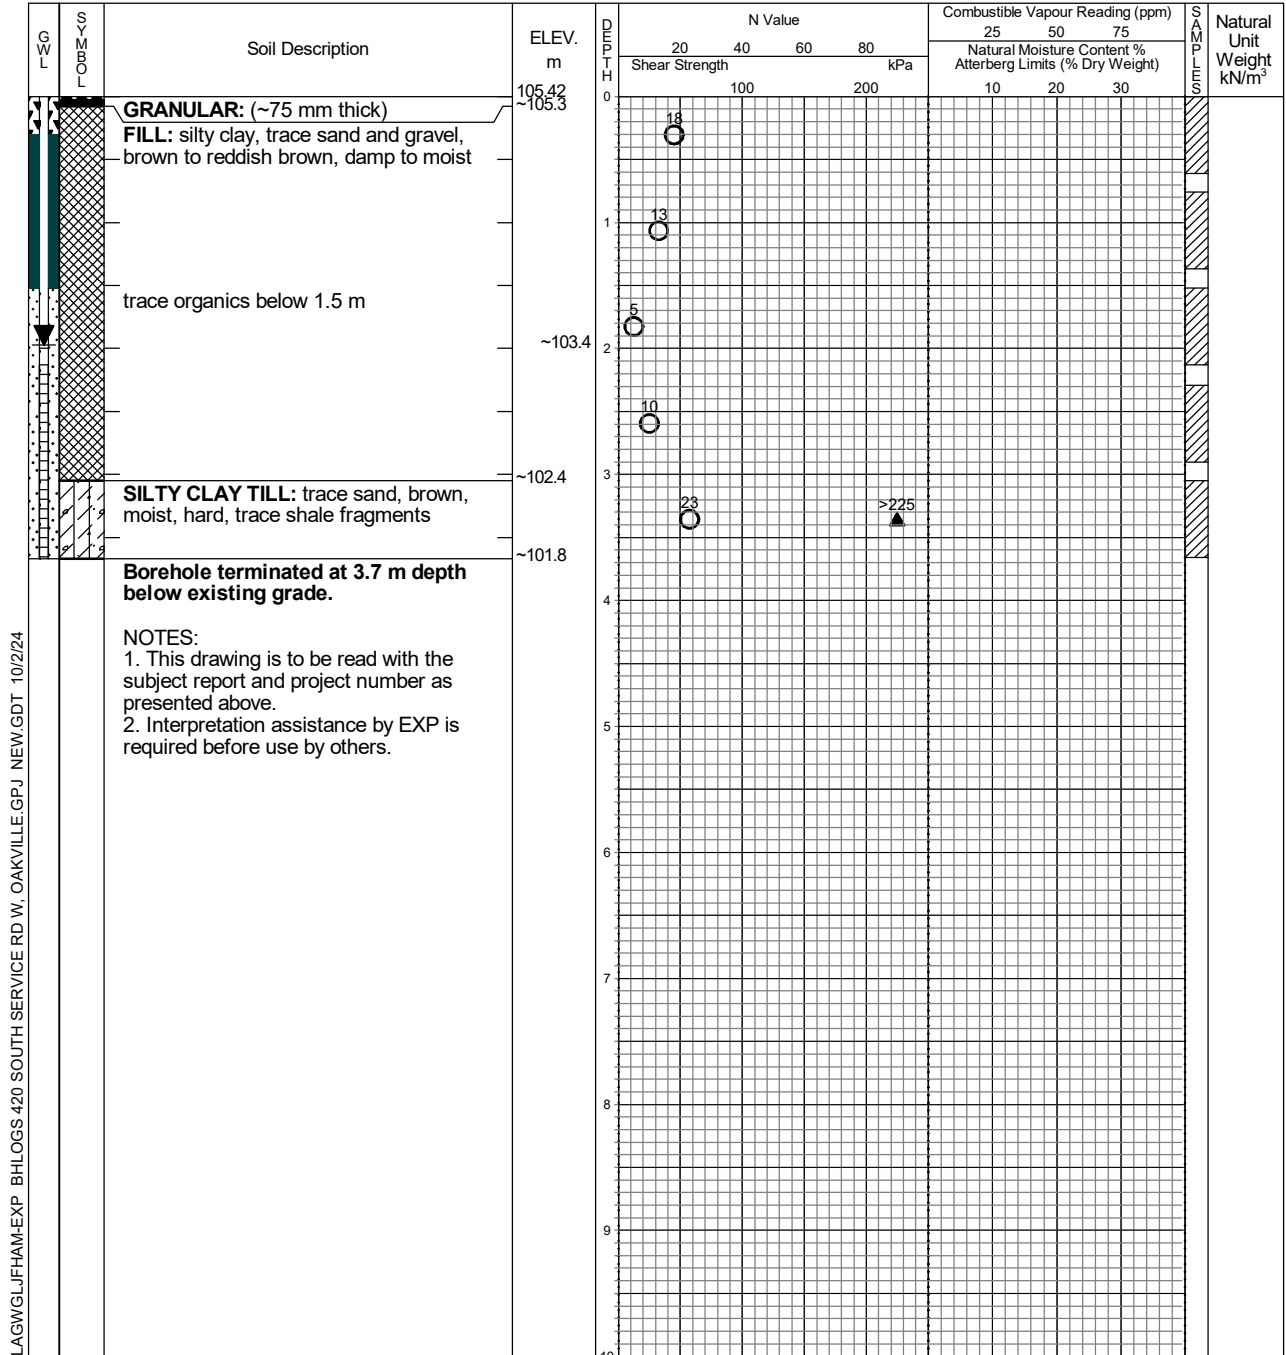 GWL
SYMBOL
Soil Description
ELEV.
m
105.42
DEPTH
N Value
20 40 60 80
Shear Strength kPa
100 200
Combustible Vapour Reading (ppm)
25 50 75
Natural Moisture Content %
Atterberg Limits (% Dry Weight)
10 20 30
SAMPLES
Natural
Unit
Weight
kN/m³
0
GRANULAR: (~75 mm thick) ~105.3
FILL: silty clay, trace sand and gravel,
brown to reddish brown, damp to moist
18
13
1
trace organics below 1.5 m
5
~103.4
2
10
3
~102.4
SILTY CLAY TILL: trace sand, brown,
moist, hard, trace shale fragments
23 >225
~101.8
Borehole terminated at 3.7 m depth
below existing grade.
4
NOTES:
1. This drawing is to be read with the
subject report and project number as
presented above.
2. Interpretation assistance by EXP is
required before use by others.
5
6
7
8
9
LAGWGLJFHAM-EXP BHLOGS 420 SOUTH SERVICE RD W, OAKVILLE.GPJ NEW.GDT 10/2/24